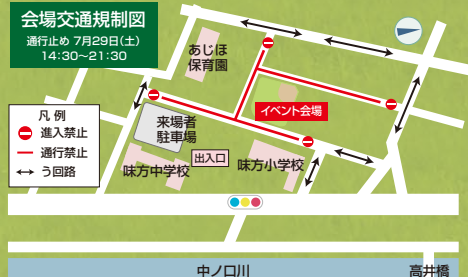 会場交通規制図
通行止め 7月29日(土)
14:30～21:30
あじほ
保育園
凡 例
進入禁止
通行禁止
う回路
イベント会場
来場者
駐車場
出入口
味方中学校
味方小学校
中ノ口川
高井橋